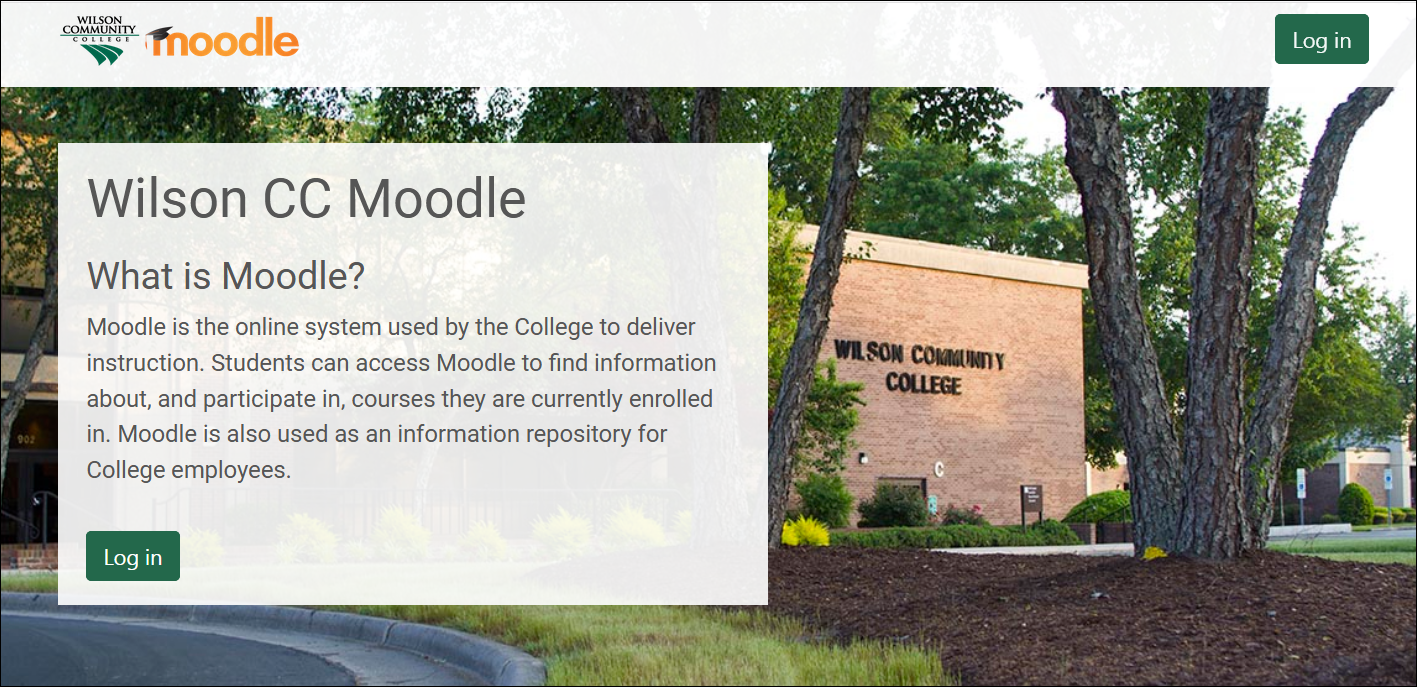 WILSON
COMMUNITY
COLLEGE
moodle
Log in
Wilson CC Moodle
What is Moodle?
Moodle is the online system used by the College to deliver
instruction. Students can access Moodle to find information
about, and participate in, courses they are currently enrolled
in. Moodle is also used as an information repository for
College employees.
Log in
WILSON COMMUNITY
COLLEGE
C
902